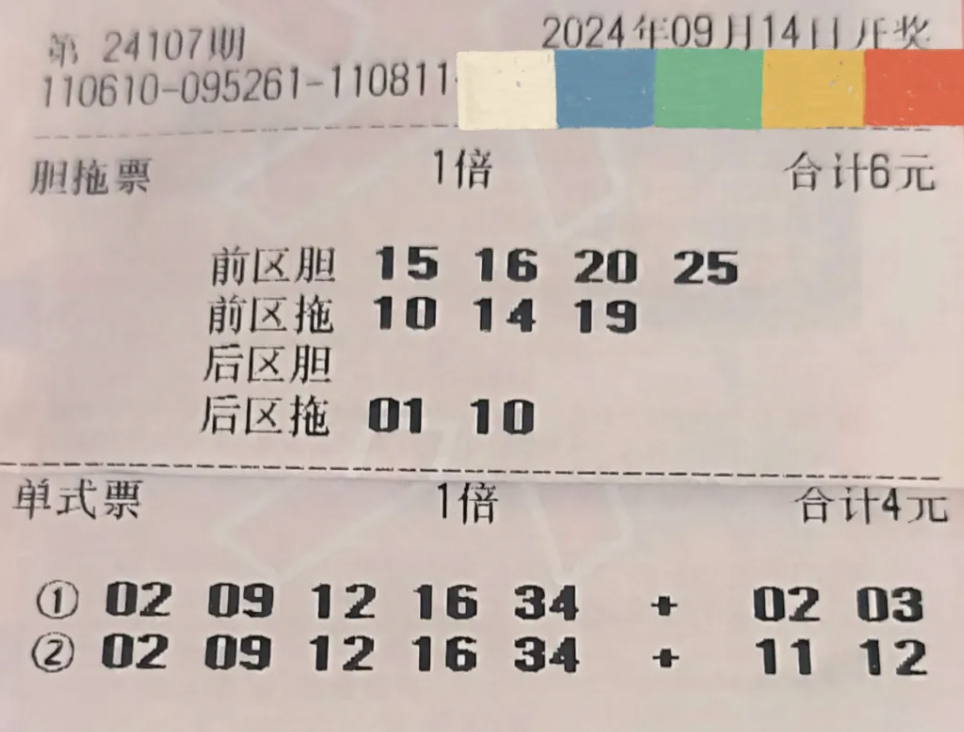 第 24107期 2024年09月14日开奖
110610-095261-110811-
胆拖票 1倍 合计6元
前区胆 15 16 20 25
前区拖 10 14 19
后区胆
后区拖 01 10
单式票 1倍 合计4元
① 02 09 12 16 34 + 02 03
② 02 09 12 16 34 + 11 12